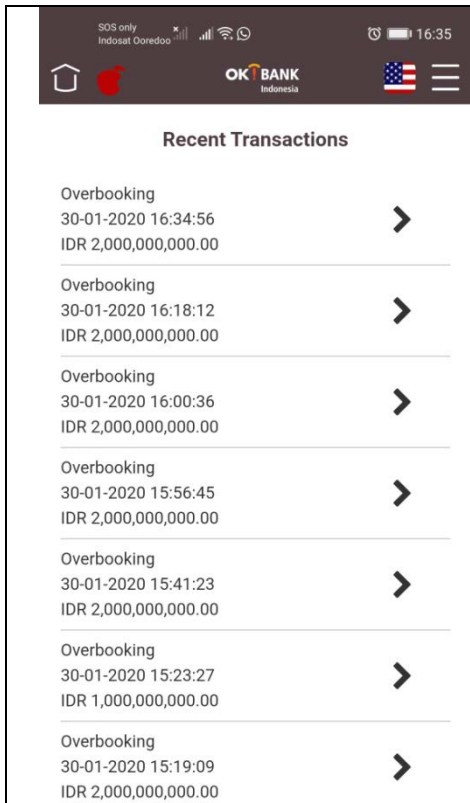 SOS only
Indosat Ooredoo
16:35
OK BANK
Indonesia
Recent Transactions
Overbooking
30-01-2020 16:34:56
IDR 2,000,000,000.00
Overbooking
30-01-2020 16:18:12
IDR 2,000,000,000.00
Overbooking
30-01-2020 16:00:36
IDR 2,000,000,000.00
Overbooking
30-01-2020 15:56:45
IDR 2,000,000,000.00
Overbooking
30-01-2020 15:41:23
IDR 2,000,000,000.00
Overbooking
30-01-2020 15:23:27
IDR 1,000,000,000.00
Overbooking
30-01-2020 15:19:09
IDR 2,000,000,000.00